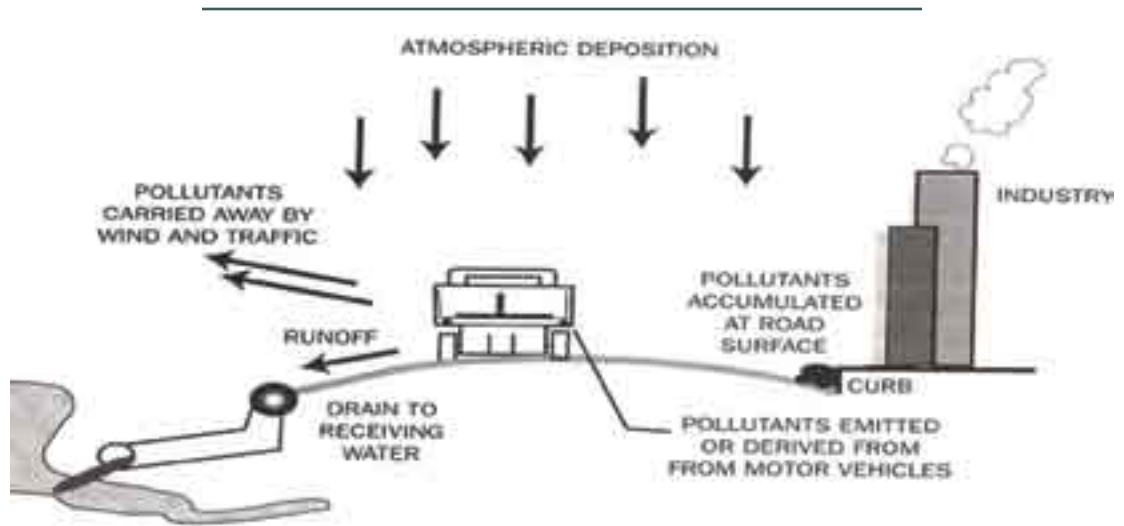 ATMOSPHERIC DEPOSITION
POLLUTANTS
CARRIED AWAY BY
WIND AND TRAFFIC
INDUSTRY
POLLUTANTS
ACCUMULATED
AT ROAD
SURFACE
RUNOFF
CURB
DRAIN TO
RECEIVING
WATER
POLLUTANTS EMITTED
OR DERIVED FROM
FROM MOTOR VEHICLES